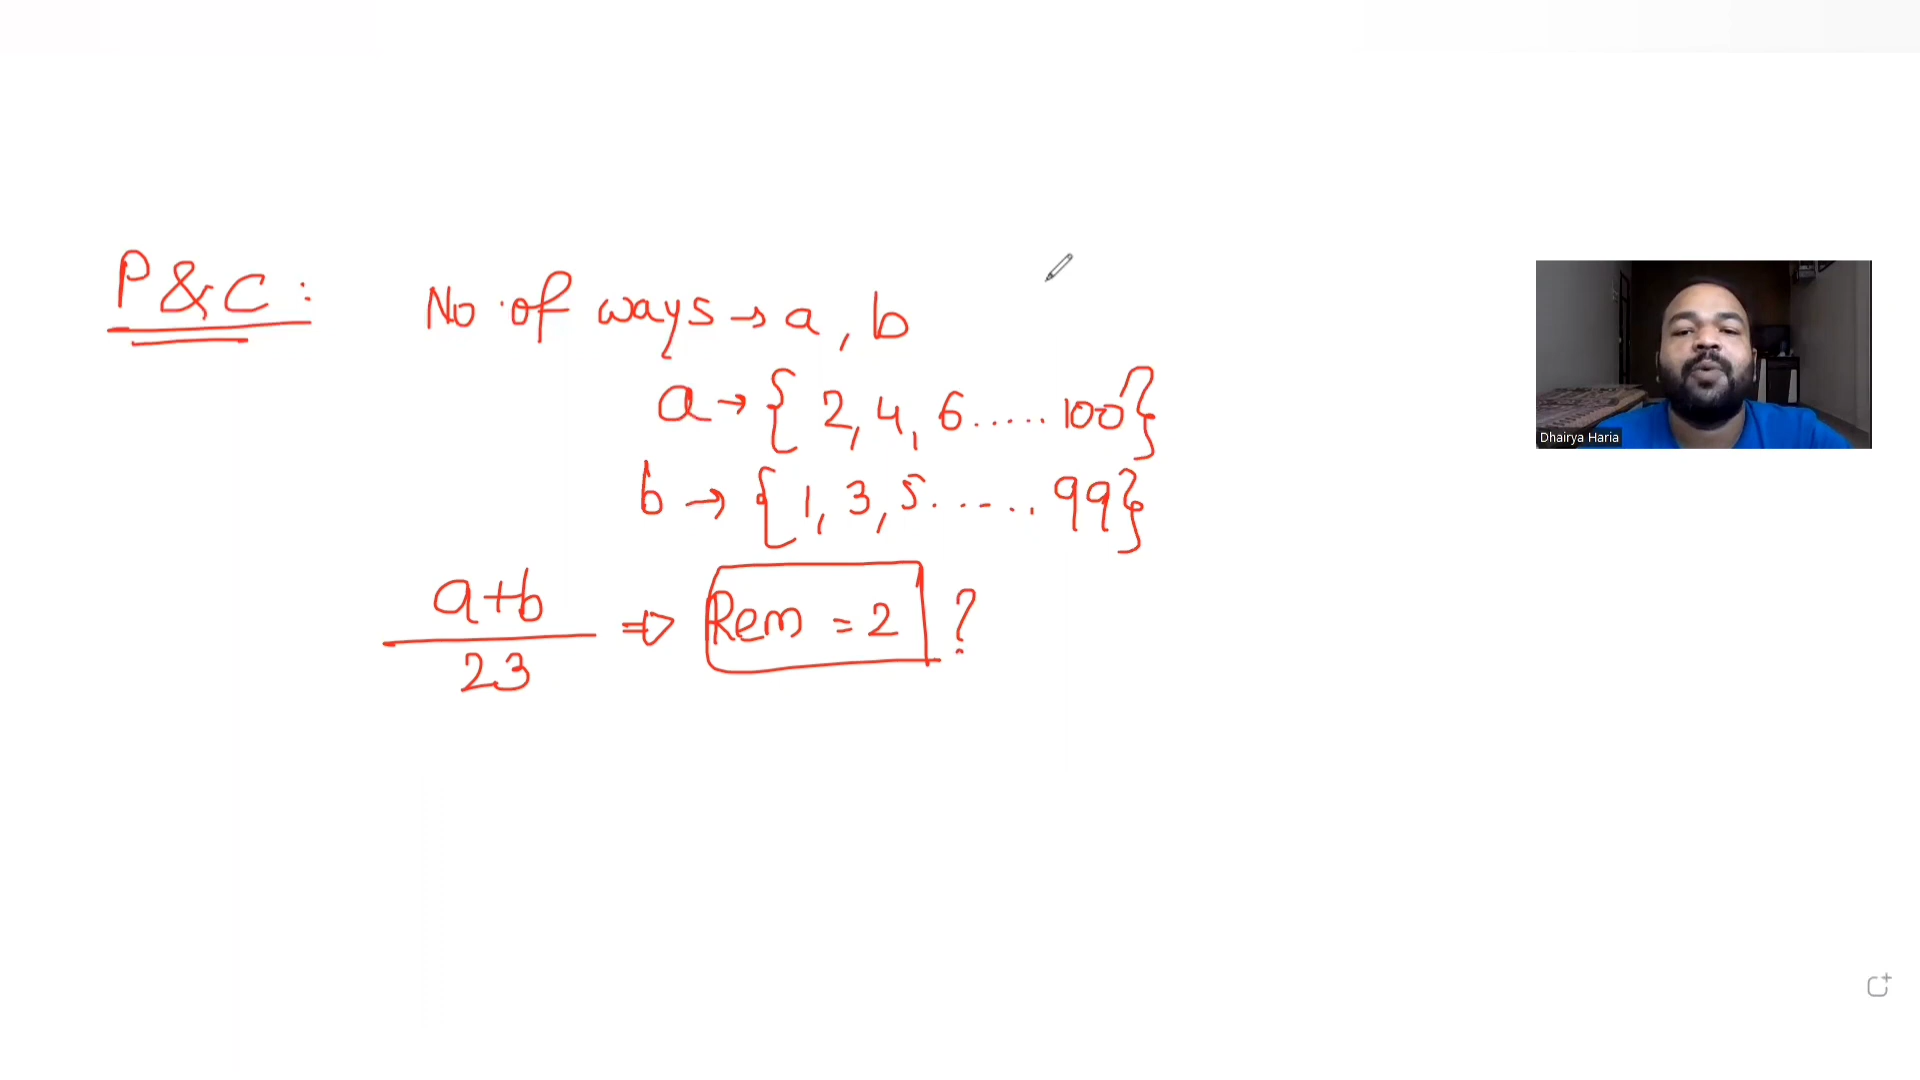 P&C:
No of ways → a, b
a → { 2, 4, 6 ..... 100 }
b → { 1, 3, 5 ..... 99 }
a+b
23
⇒ Rem = 2 ?
Dhairya Haria